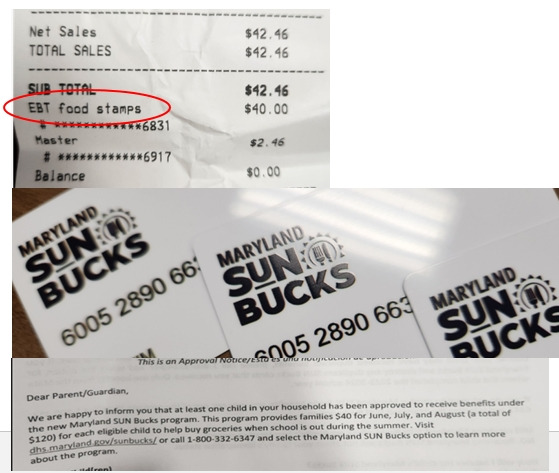 Net Sales $42.46
TOTAL SALES $42.46
SUB TOTAL $42.46
EBT food stamps $40.00
# ************6831
Master $2.46
# ************6917
Balance $0.00
MARYLAND
SUN
BUCKS
6005 2890 663
MARYLAND
SUN
BUCKS
6005 2890 663
MARYLAND
SUN
BUCKS
This is an Approval Notice/Esto es una notificación de
Dear Parent/Guardian,
We are happy to inform you that at least one child in your household has been approved to receive benefits under
the new Maryland SUN Bucks program. This program provides families $40 for June, July, and August (a total of
$120) for each eligible child to help buy groceries when school is out during the summer. Visit
dhs.maryland.gov/sunbucks/ or call 1-800-332-6347 and select the Maryland SUN Bucks option to learn more
about the program.